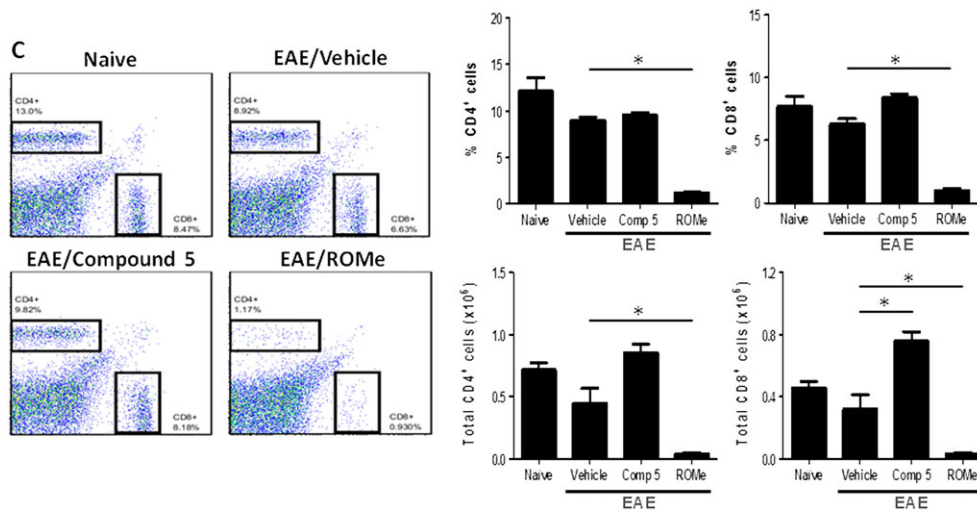 C
Naive
EAE/Vehicle
CD4+
13.0%
CD8+
8.47%
CD4+
8.92%
CD8+
6.63%
EAE/Compound 5
EAE/ROMe
CD4+
9.82%
CD8+
8.18%
CD4+
1.17%
CD8+
0.930%
% CD4⁺ cells
20
15
10
5
0
*
Naive Vehicle Comp 5 ROMe
EAE
% CD8⁺ cells
15
10
5
0
*
Naive Vehicle Comp 5 ROMe
EAE
Total CD4⁺ cells (x10⁶)
1.5
1.0
0.5
0.0
*
Naive Vehicle Comp 5 ROMe
EAE
Total CD8⁺ cells (x10⁶)
1.2
0.8
0.4
0.0
*
*
Naive Vehicle Comp 5 ROMe
EAE